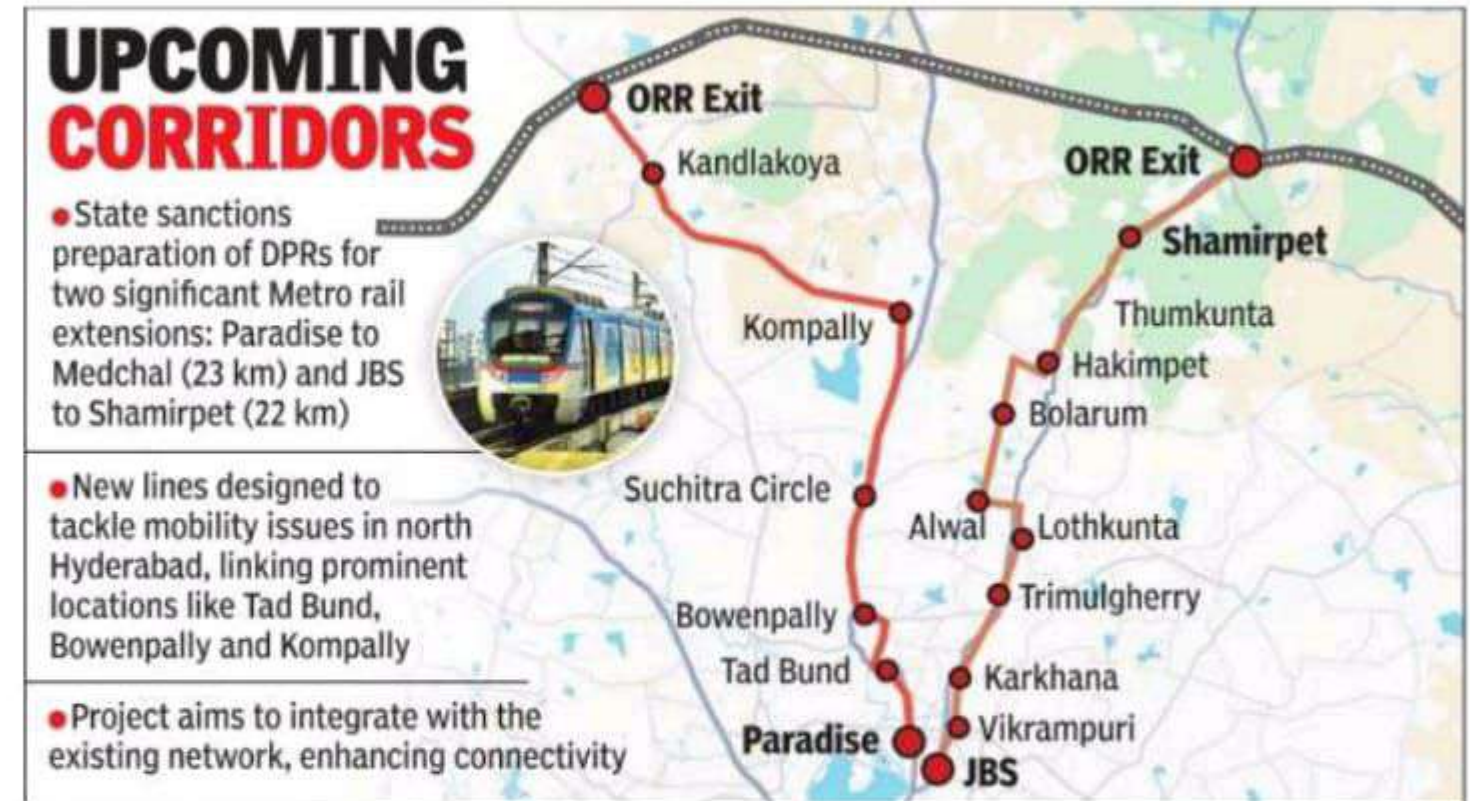 UPCOMING
CORRIDORS
● State sanctions
preparation of DPRs for
two significant Metro rail
extensions: Paradise to
Medchal (23 km) and JBS
to Shamirpet (22 km)
● New lines designed to
tackle mobility issues in north
Hyderabad, linking prominent
locations like Tad Bund,
Bowenpally and Kompally
● Project aims to integrate with the
existing network, enhancing connectivity
ORR Exit
Kandlakoya
Kompally
Suchitra Circle
Bowenpally
Tad Bund
Paradise
ORR Exit
Shamirpet
Thumkunta
Hakimpet
Bolarum
Alwal
Lothkunta
Trimulgherry
Karkhana
Vikrampuri
JBS